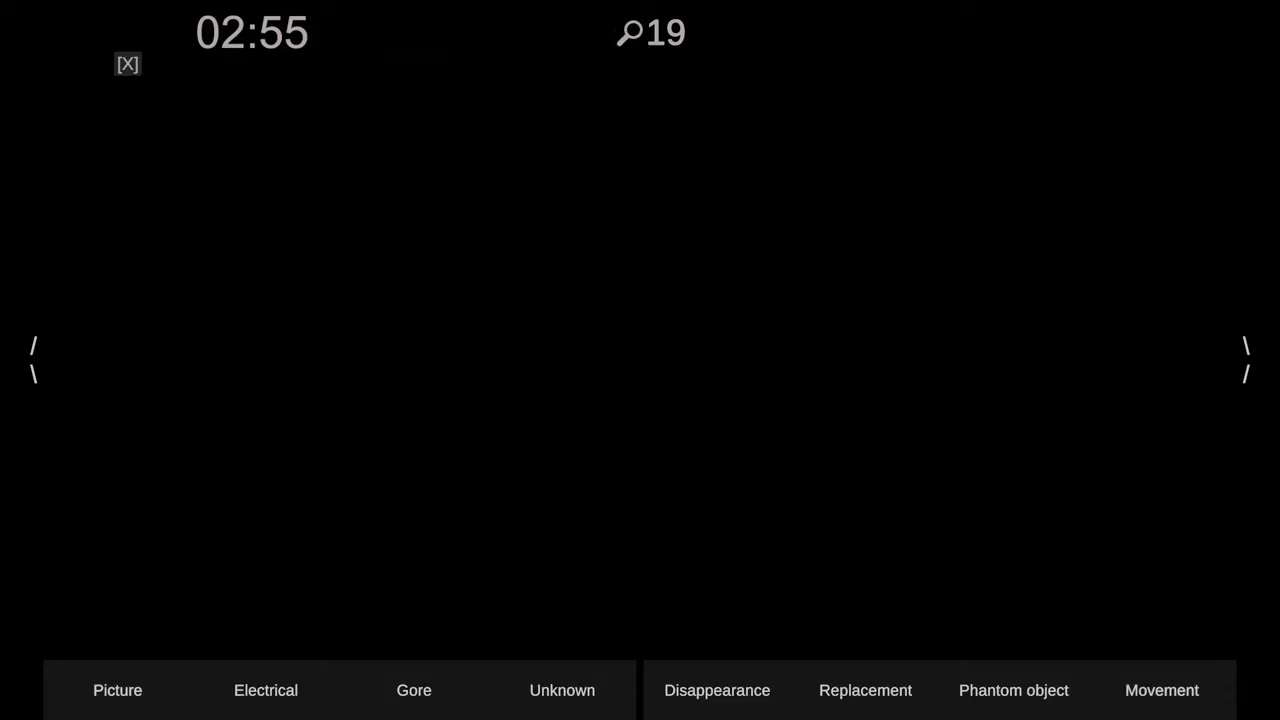 02:55
19
[X]
/ \
\ /
Picture Electrical Gore Unknown Disappearance Replacement Phantom object Movement